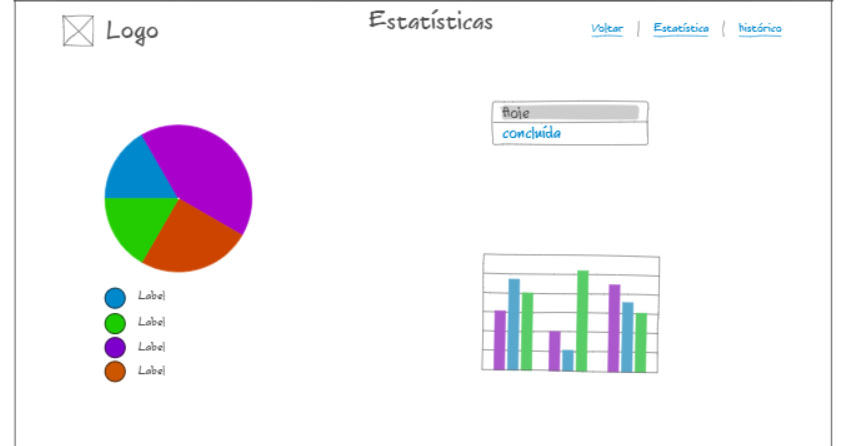 Logo
Estatísticas
Voltar | Estatística | histórico
Hoje
concluída
Label
Label
Label
Label